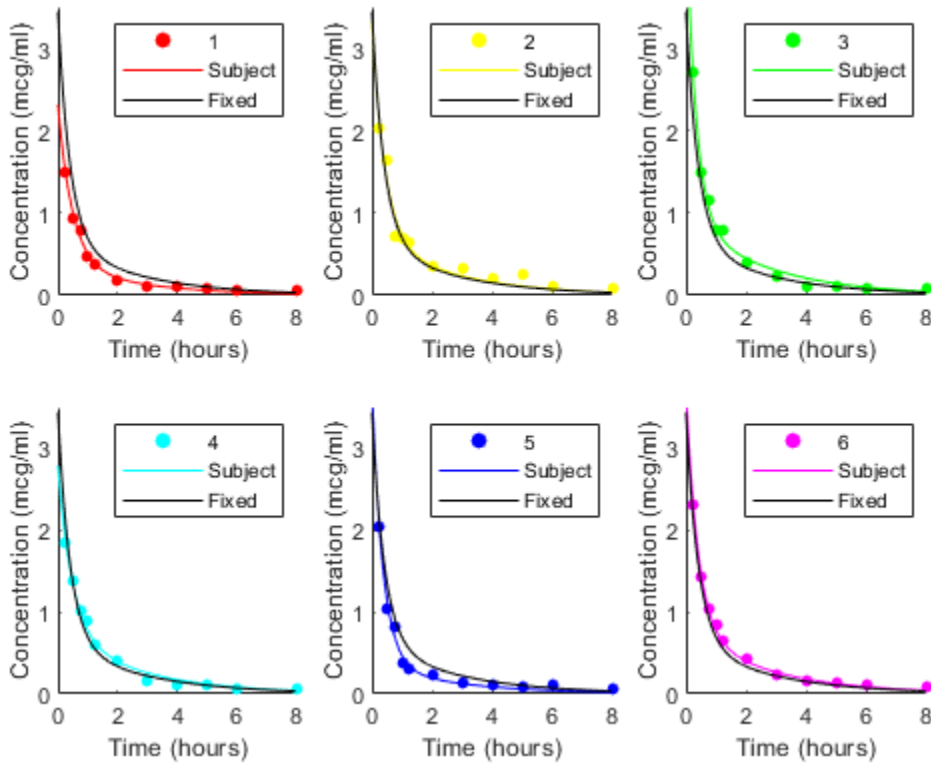 Concentration (mcg/ml)
3
2
1
0
1
Subject
Fixed
0 2 4 6 8
Time (hours)
Concentration (mcg/ml)
3
2
1
0
2
Subject
Fixed
0 2 4 6 8
Time (hours)
Concentration (mcg/ml)
3
2
1
0
3
Subject
Fixed
0 2 4 6 8
Time (hours)
Concentration (mcg/ml)
3
2
1
0
4
Subject
Fixed
0 2 4 6 8
Time (hours)
Concentration (mcg/ml)
3
2
1
0
5
Subject
Fixed
0 2 4 6 8
Time (hours)
Concentration (mcg/ml)
3
2
1
0
6
Subject
Fixed
0 2 4 6 8
Time (hours)